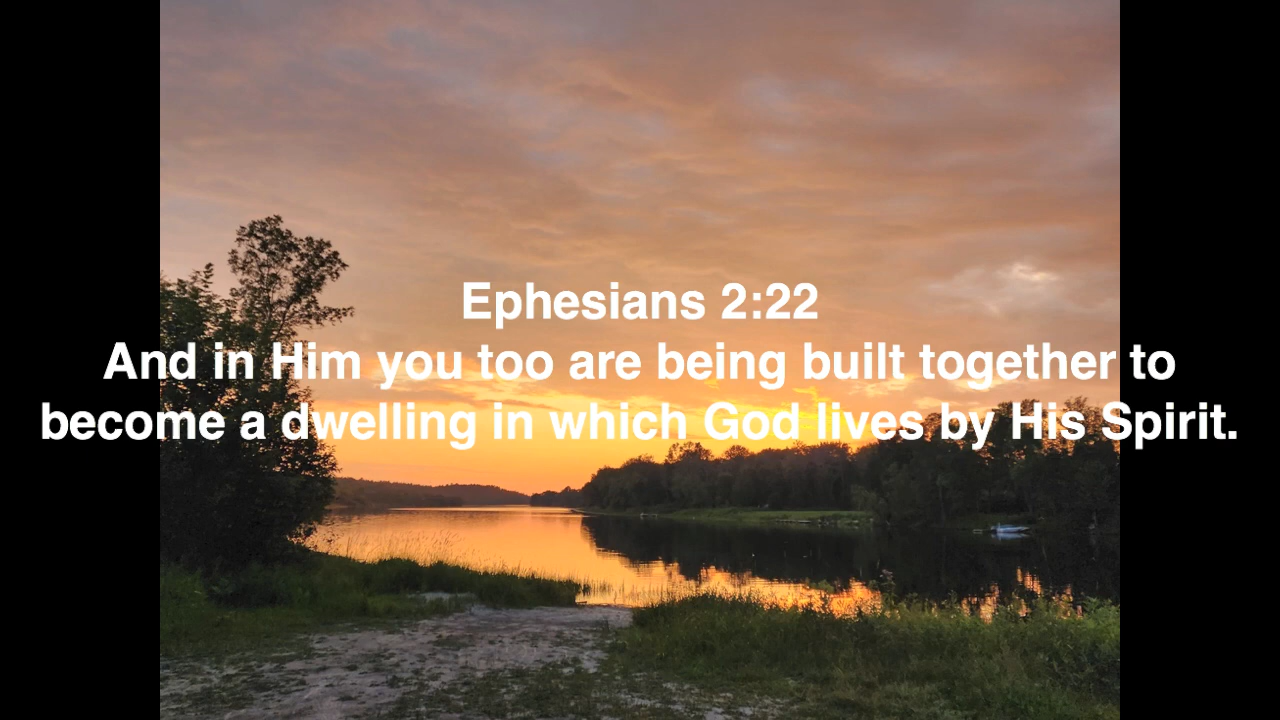 Ephesians 2:22
And in Him you too are being built together to
become a dwelling in which God lives by His Spirit.